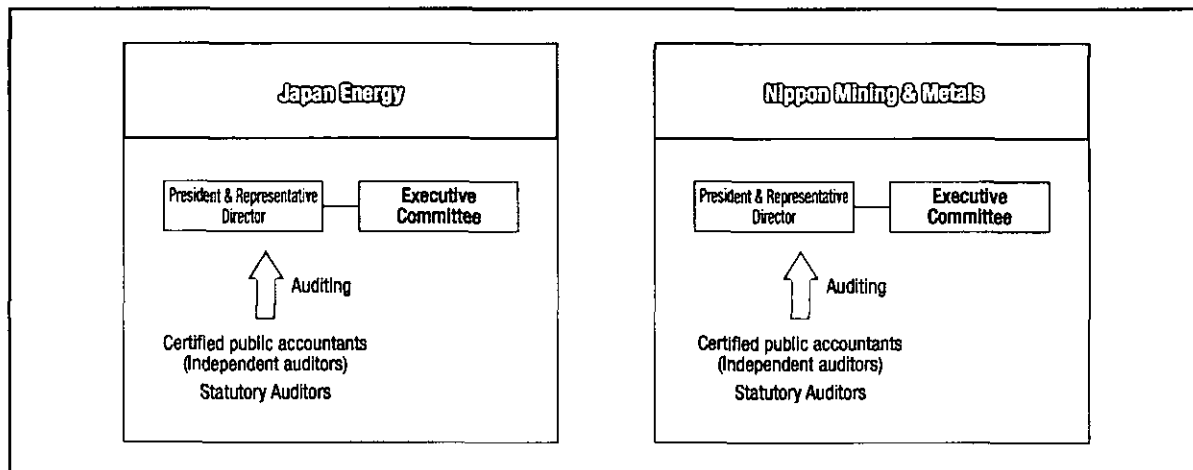 Japan Energy
President & Representative
Director
Executive
Committee
Auditing
Certified public accountants
(Independent auditors)
Statutory Auditors
Nippon Mining & Metals
President & Representative
Director
Executive
Committee
Auditing
Certified public accountants
(Independent auditors)
Statutory Auditors